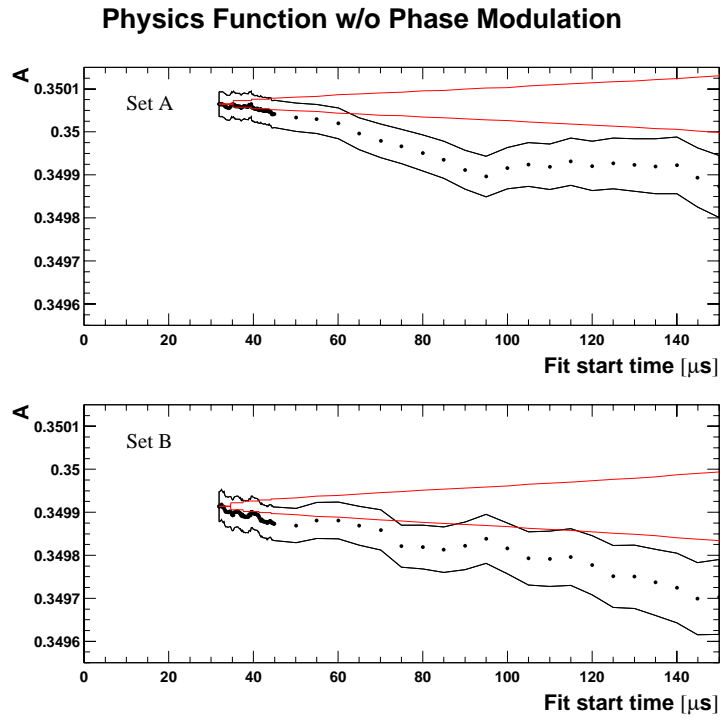 Physics Function w/o Phase Modulation
A
0.3501
Set A
0.35
0.3499
0.3498
0.3497
0.3496
0 20 40 60 80 100 120 140
Fit start time [μs]
A
0.3501
Set B
0.35
0.3499
0.3498
0.3497
0.3496
0 20 40 60 80 100 120 140
Fit start time [μs]